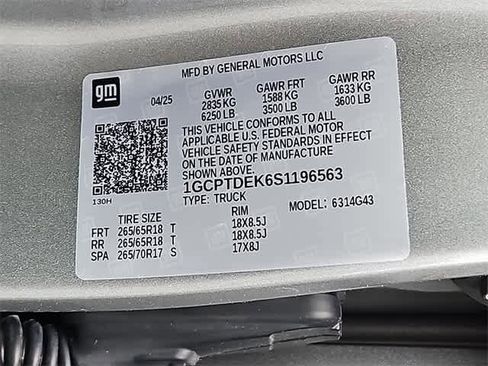 MFD BY GENERAL MOTORS LLC
gm
04/25
GVWR GAWR FRT GAWR RR
2835 KG 1588 KG 1633 KG
6250 LB 3500 LB 3600 LB
THIS VEHICLE CONFORMS TO ALL
APPLICABLE U.S. FEDERAL MOTOR
VEHICLE SAFETY STANDARDS IN EFFECT
ON THE DATE OF MANUFACTURE
SHOWN ABOVE.
1GCPTDEK6S1196563
130H
TYPE: TRUCK
MODEL: 6314G43
TIRE SIZE RIM
FRT 265/65R18 T 18X8.5J
RR 265/65R18 T 18X8.5J
SPA 265/70R17 S 17X8J